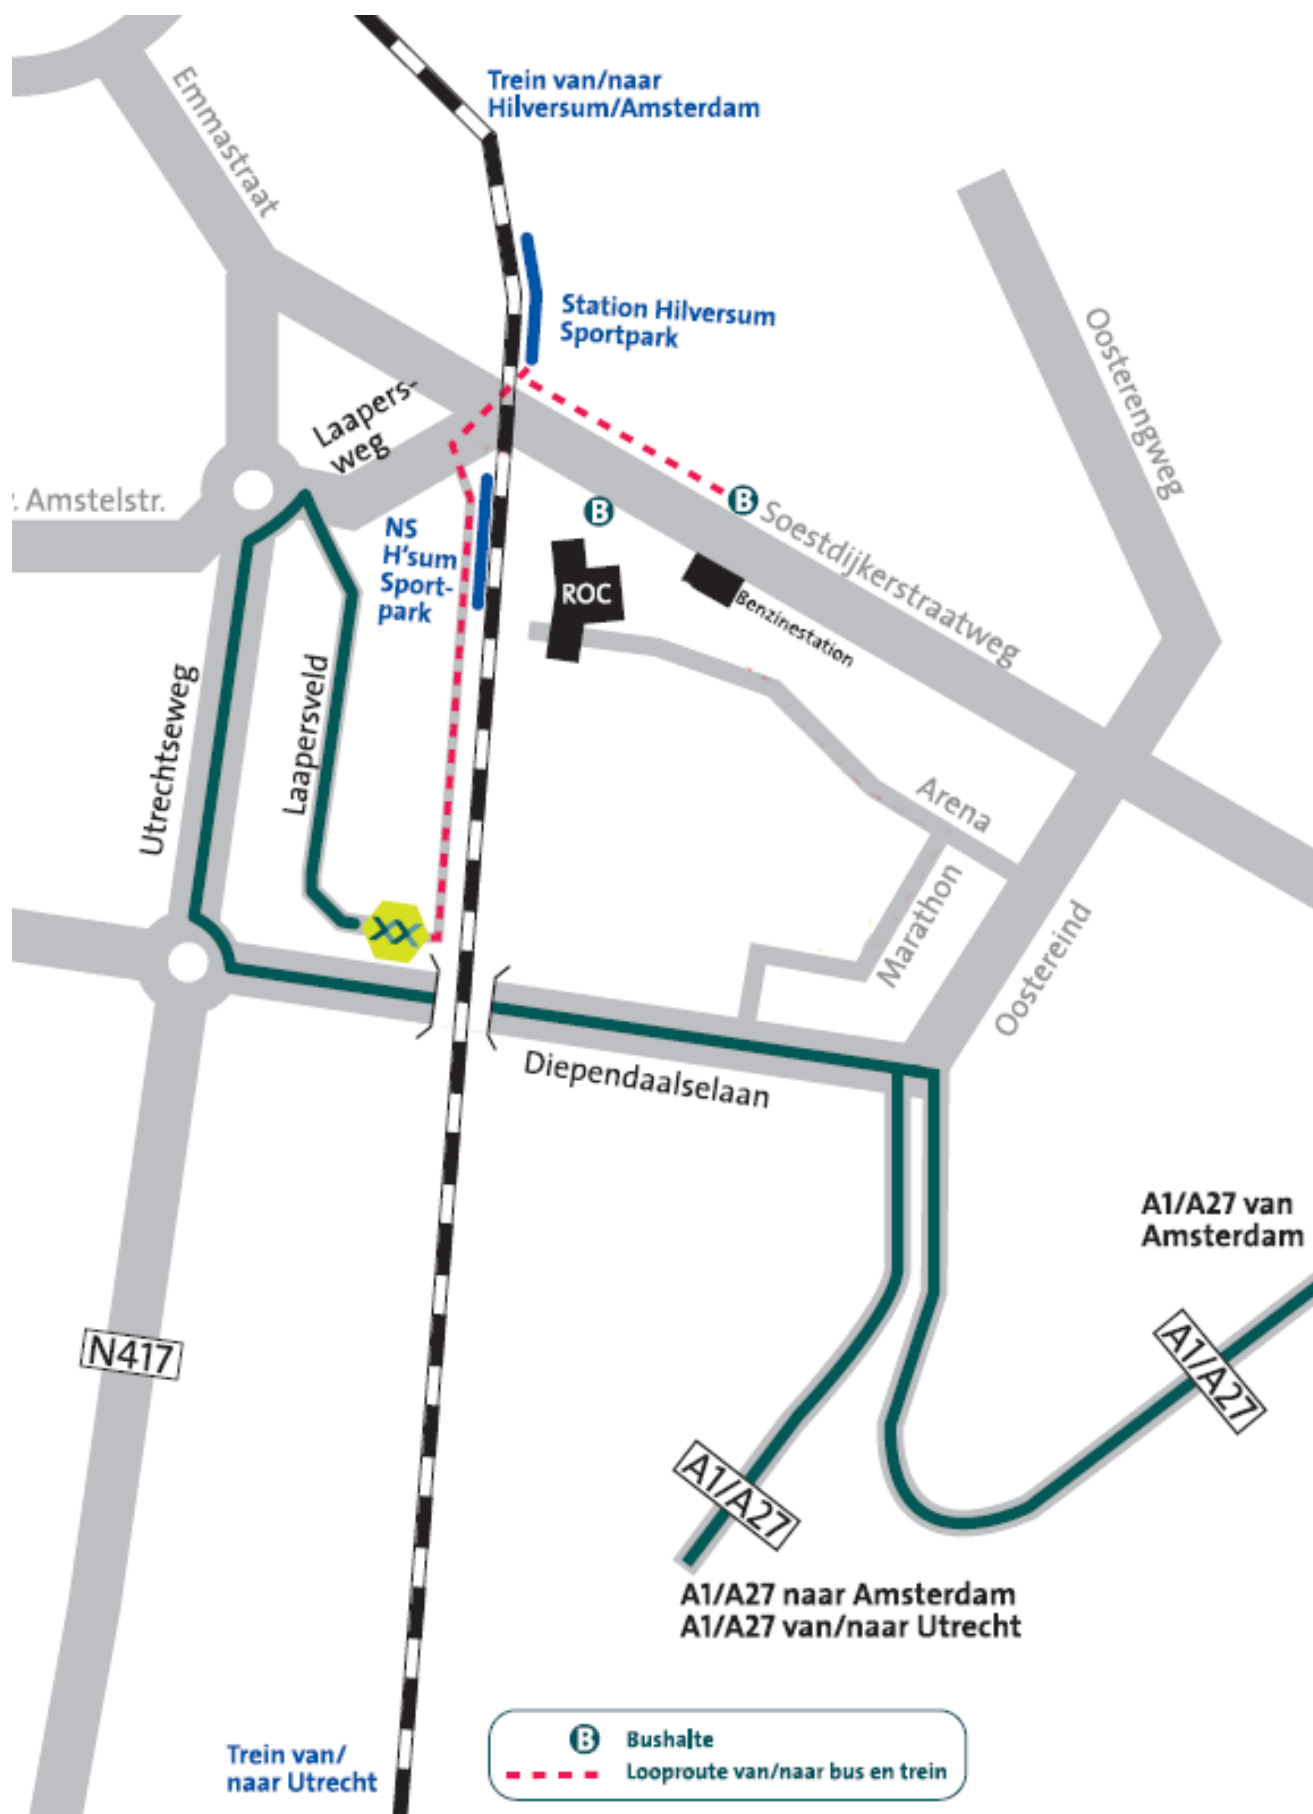 Trein van/naar
Hilversum/Amsterdam
Emmastraat
Station Hilversum
Sportpark
Oosterengweg
Laapers-
weg
. Amstelstr.
B
B
Soestdijkerstraatweg
NS
H'sum
Sport-
park
ROC
Benzinestation
Utrechtseweg
Laapersveld
Arena
Marathon
Oostereind
Diependaalselaan
A1/A27 van
Amsterdam
N417
A1/A27
A1/A27
A1/A27 naar Amsterdam
A1/A27 van/naar Utrecht
Trein van/
naar Utrecht
B Bushalte
Looproute van/naar bus en trein